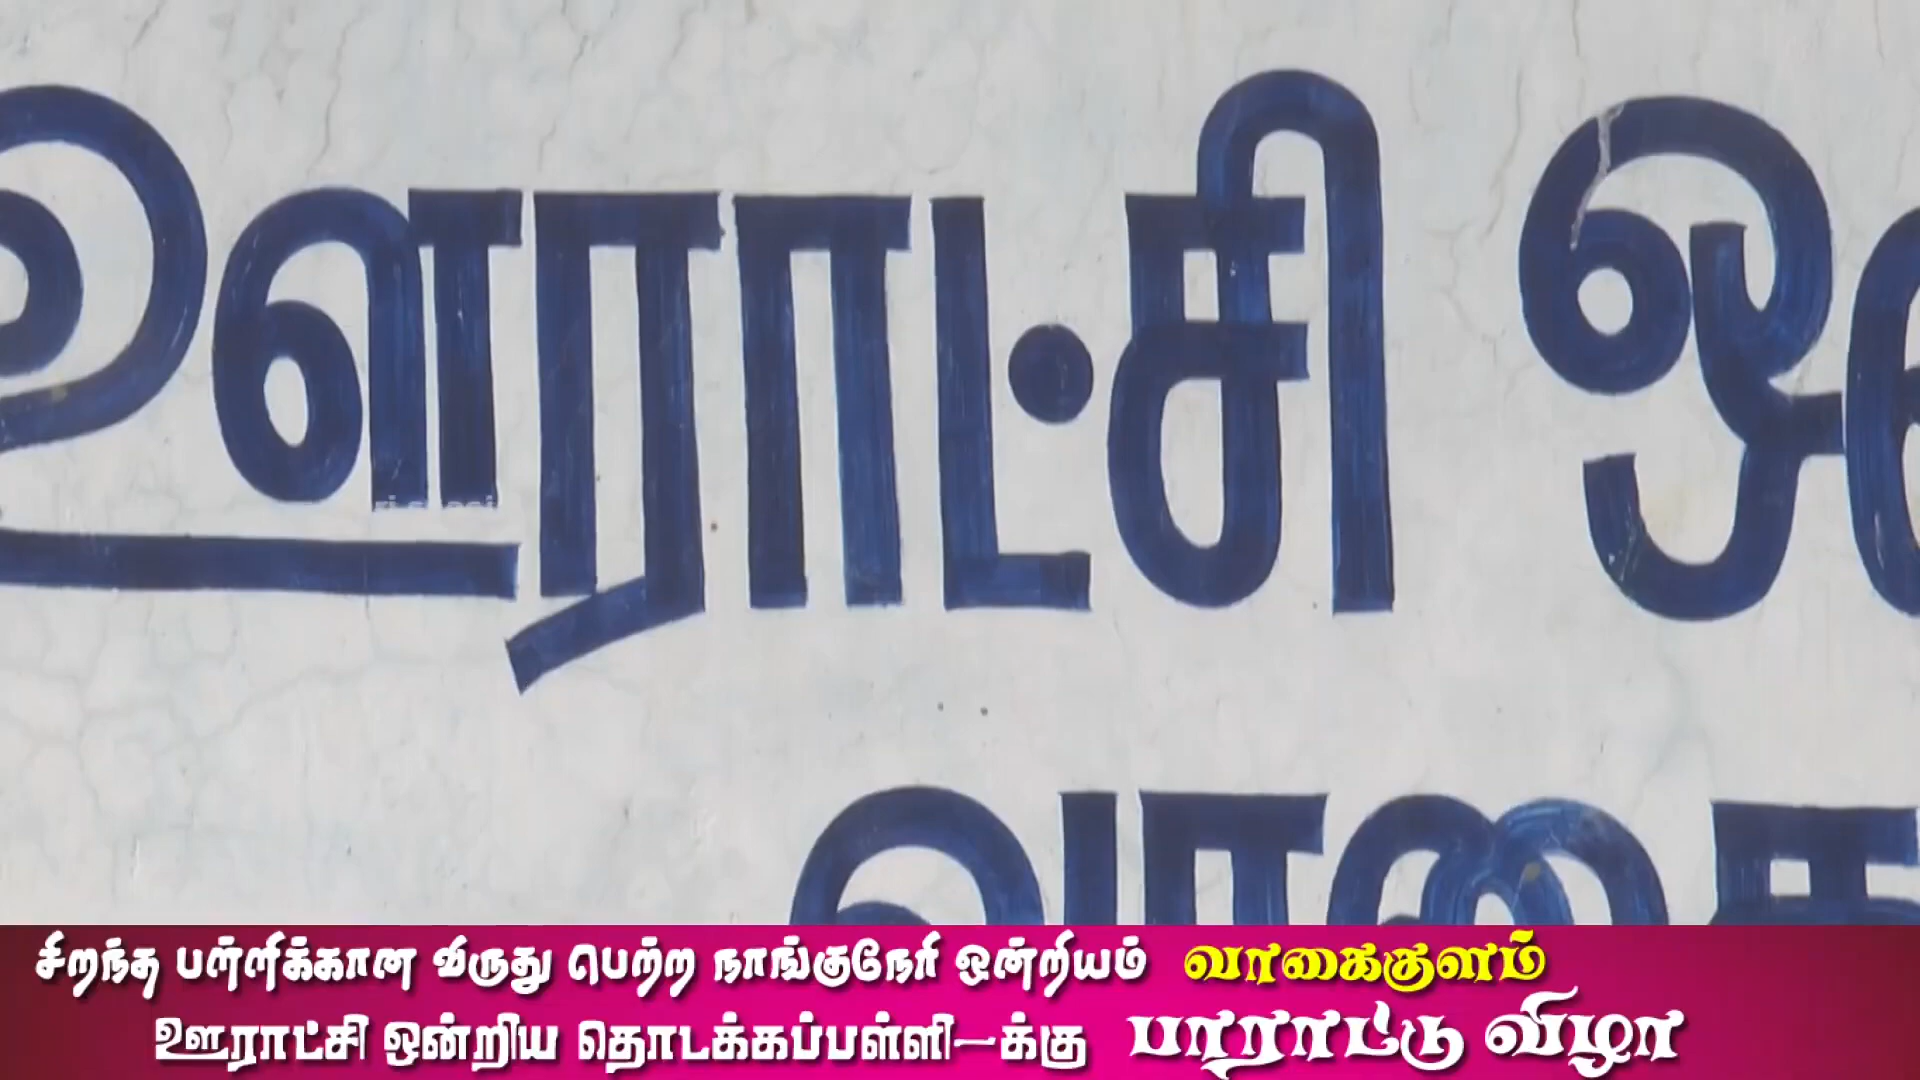 ஊராட்சி
சிறந்த பள்ளிக்கான விருது பெற்ற நாங்குநேரி ஒன்றியம் வாகைகுளம்
ஊராட்சி ஒன்றிய தொடக்கப்பள்ளி-க்கு பாராட்டு விழா